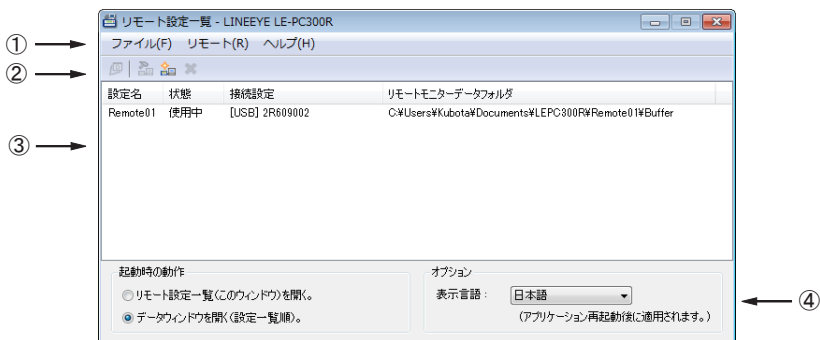 リモート設定一覧 - LINEEYE LE-PC300R
① ファイル(F) リモート(R) ヘルプ(H)
②
設定名 状態 接続設定 リモートモニターデータフォルダ
Remote01 使用中 [USB] 2R609002 C:¥Users¥Kubota¥Documents¥LEPC300R¥Remote01¥Buffer
③
起動時の動作
リモート設定一覧(このウィンドウ)を開く。
データウィンドウを開く(設定一覧順)。
オプション
表示言語： 日本語
④
(アプリケーション再起動後に適用されます。)